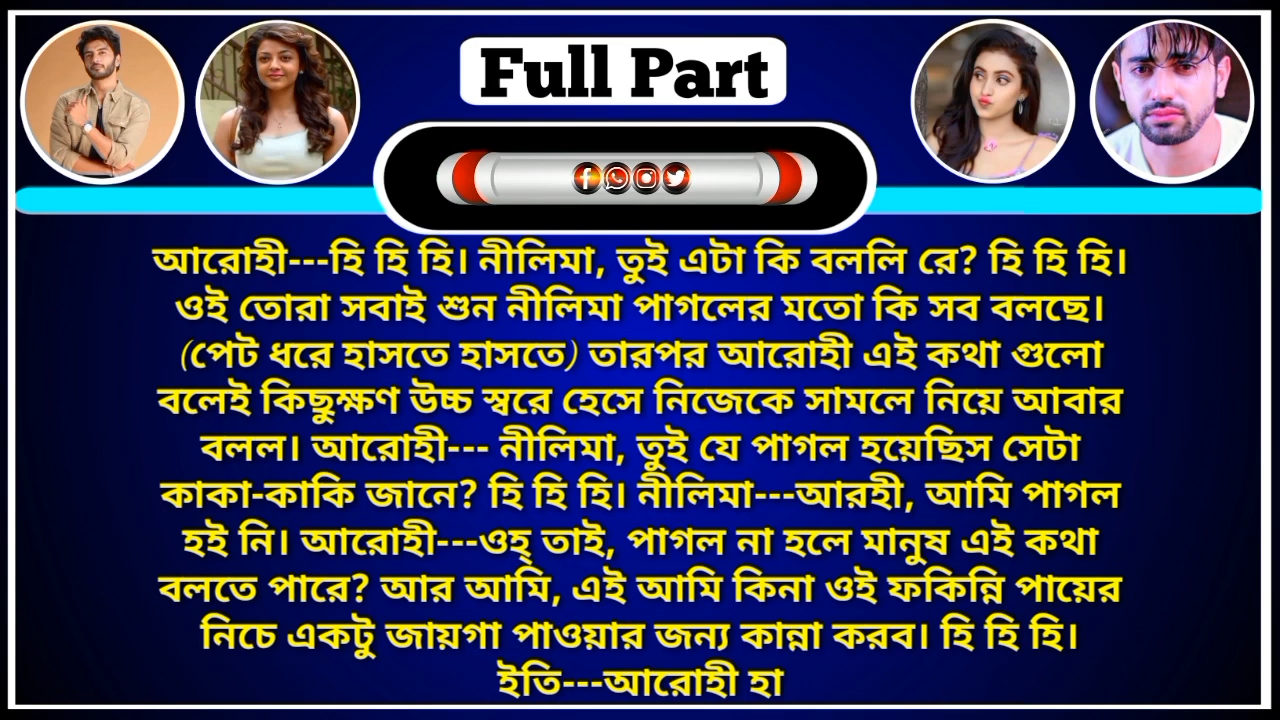 Full Part
আরোহী---হি হি হি। নীলিমা, তুই এটা কি বললি রে? হি হি হি।
ওই তোরা সবাই শুন নীলিমা পাগলের মতো কি সব বলছে।
(পেট ধরে হাসতে হাসতে) তারপর আরোহী এই কথা গুলো
বলেই কিছুক্ষণ উচ্চ স্বরে হেসে নিজেকে সামলে নিয়ে আবার
বলল। আরোহী--- নীলিমা, তুই যে পাগল হয়েছিস সেটা
কাকা-কাকি জানে? হি হি হি। নীলিমা---আরহী, আমি পাগল
হই নি। আরোহী---ওহ্ তাই, পাগল না হলে মানুষ এই কথা
বলতে পারে? আর আমি, এই আমি কিনা ওই ফকিন্নি পায়ের
নিচে একটু জায়গা পাওয়ার জন্য কান্না করব। হি হি হি।
ইতি---আরোহী হা